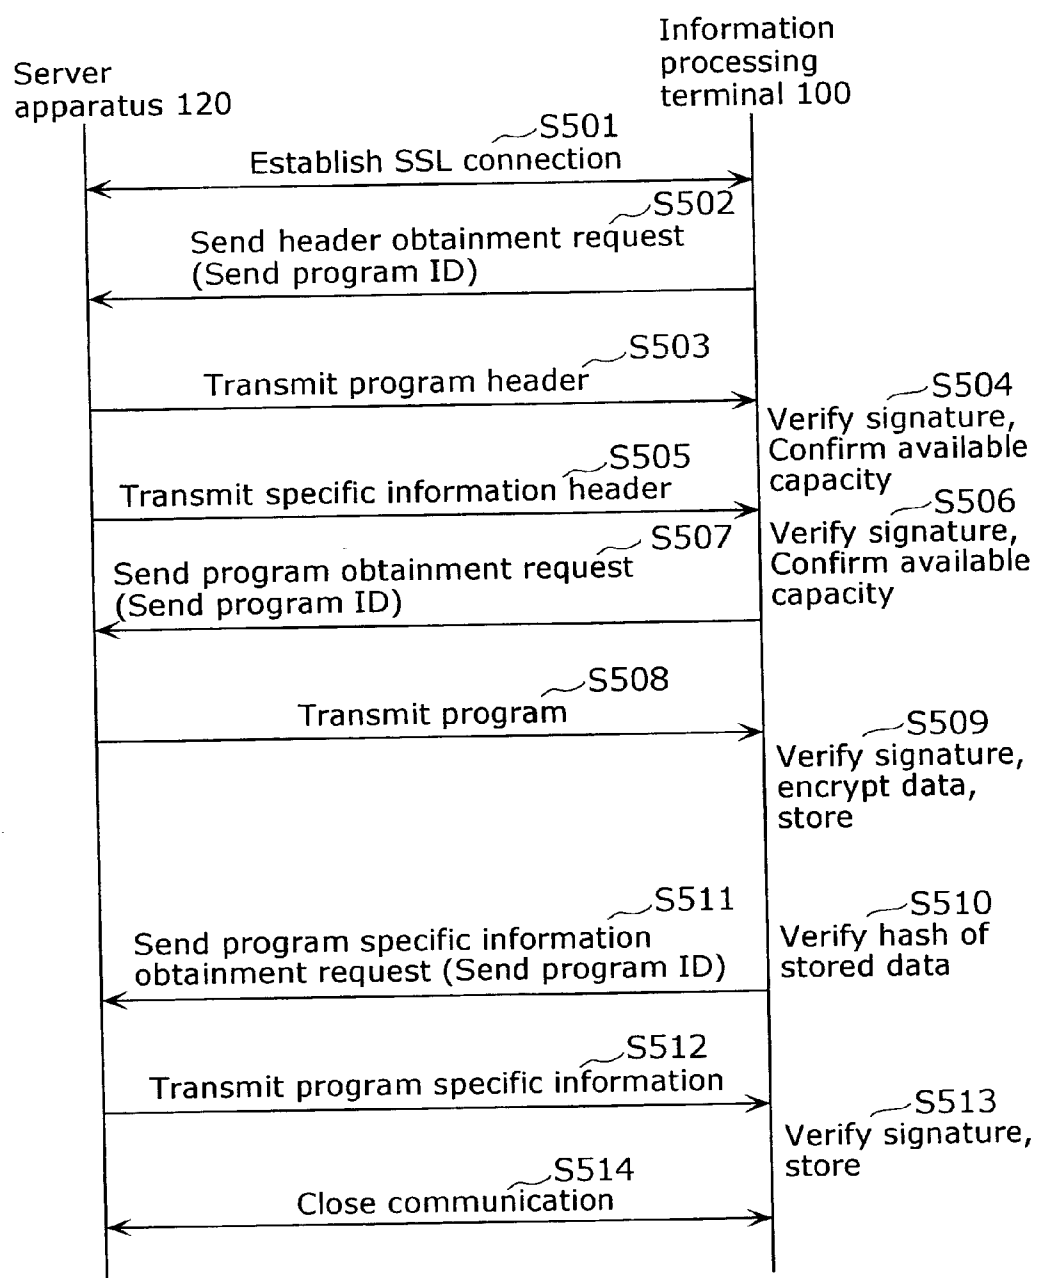 Server
apparatus 120
Information
processing
terminal 100
S501
Establish SSL connection
S502
Send header obtainment request
(Send program ID)
S503
Transmit program header
S504
Verify signature,
Confirm available
capacity
S505
Transmit specific information header
S506
Verify signature,
Confirm available
capacity
S507
Send program obtainment request
(Send program ID)
S508
Transmit program
S509
Verify signature,
encrypt data,
store
S510
Verify hash of
stored data
S511
Send program specific information
obtainment request (Send program ID)
S512
Transmit program specific information
S513
Verify signature,
store
S514
Close communication